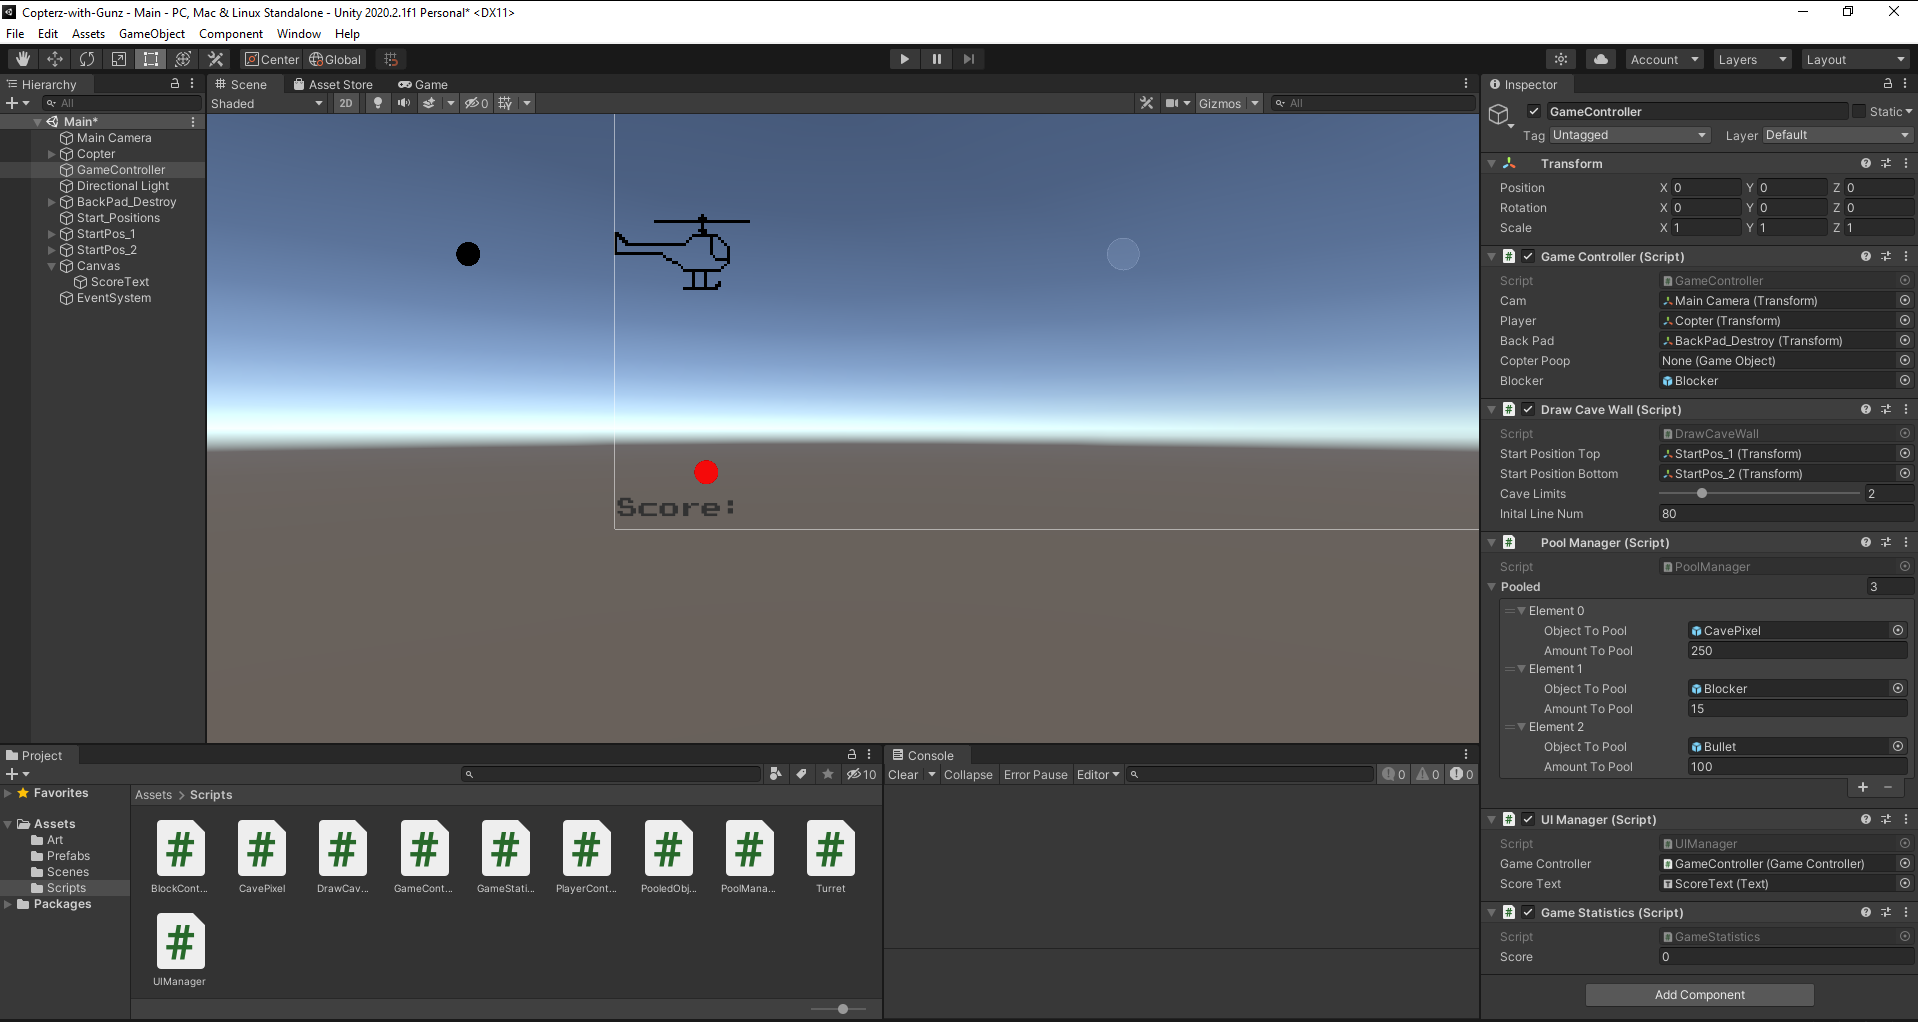 Copterz-with-Gunz - Main - PC, Mac & Linux Standalone - Unity 2020.2.1f1 Personal* <DX11>
File Edit Assets GameObject Component Window Help
Center Global Account Layers Layout
Hierarchy
All
Main*
Main Camera
Copter
GameController
Directional Light
BackPad_Destroy
Start_Positions
StartPos_1
StartPos_2
Canvas
ScoreText
EventSystem
Scene Asset Store Game
Shaded 2D 0 Gizmos All
Score:
Inspector
GameController Static
Tag Untagged Layer Default
Transform
Position X 0 Y 0 Z 0
Rotation X 0 Y 0 Z 0
Scale X 1 Y 1 Z 1
Game Controller (Script)
Script GameController
Cam Main Camera (Transform)
Player Copter (Transform)
Back Pad BackPad_Destroy (Transform)
Copter Poop None (Game Object)
Blocker Blocker
Draw Cave Wall (Script)
Script DrawCaveWall
Start Position Top StartPos_1 (Transform)
Start Position Bottom StartPos_2 (Transform)
Cave Limits 2
Inital Line Num 80
Pool Manager (Script)
Script PoolManager
Pooled 3
Element 0
Object To Pool CavePixel
Amount To Pool 250
Element 1
Object To Pool Blocker
Amount To Pool 15
Element 2
Object To Pool Bullet
Amount To Pool 100
UI Manager (Script)
Script UIManager
Game Controller GameController (Game Controller)
Score Text ScoreText (Text)
Game Statistics (Script)
Script GameStatistics
Score 0
Add Component
Project
10
Favorites
Assets
Art
Prefabs
Scenes
Scripts
Packages
Assets > Scripts
BlockCont... CavePixel DrawCav... GameCont... GameStati... PlayerCont... PooledObj... PoolMana... Turret
UIManager
Console
Clear Collapse Error Pause Editor 0 0 0